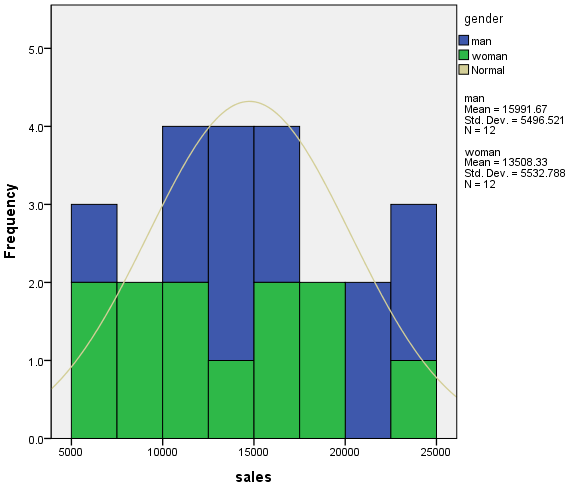 gender
man
woman
Normal
man
Mean = 15991.67
Std. Dev. = 5496.521
N = 12
woman
Mean = 13508.33
Std. Dev. = 5532.788
N = 12
Frequency
5.0
4.0
3.0
2.0
1.0
0.0
5000 10000 15000 20000 25000
sales